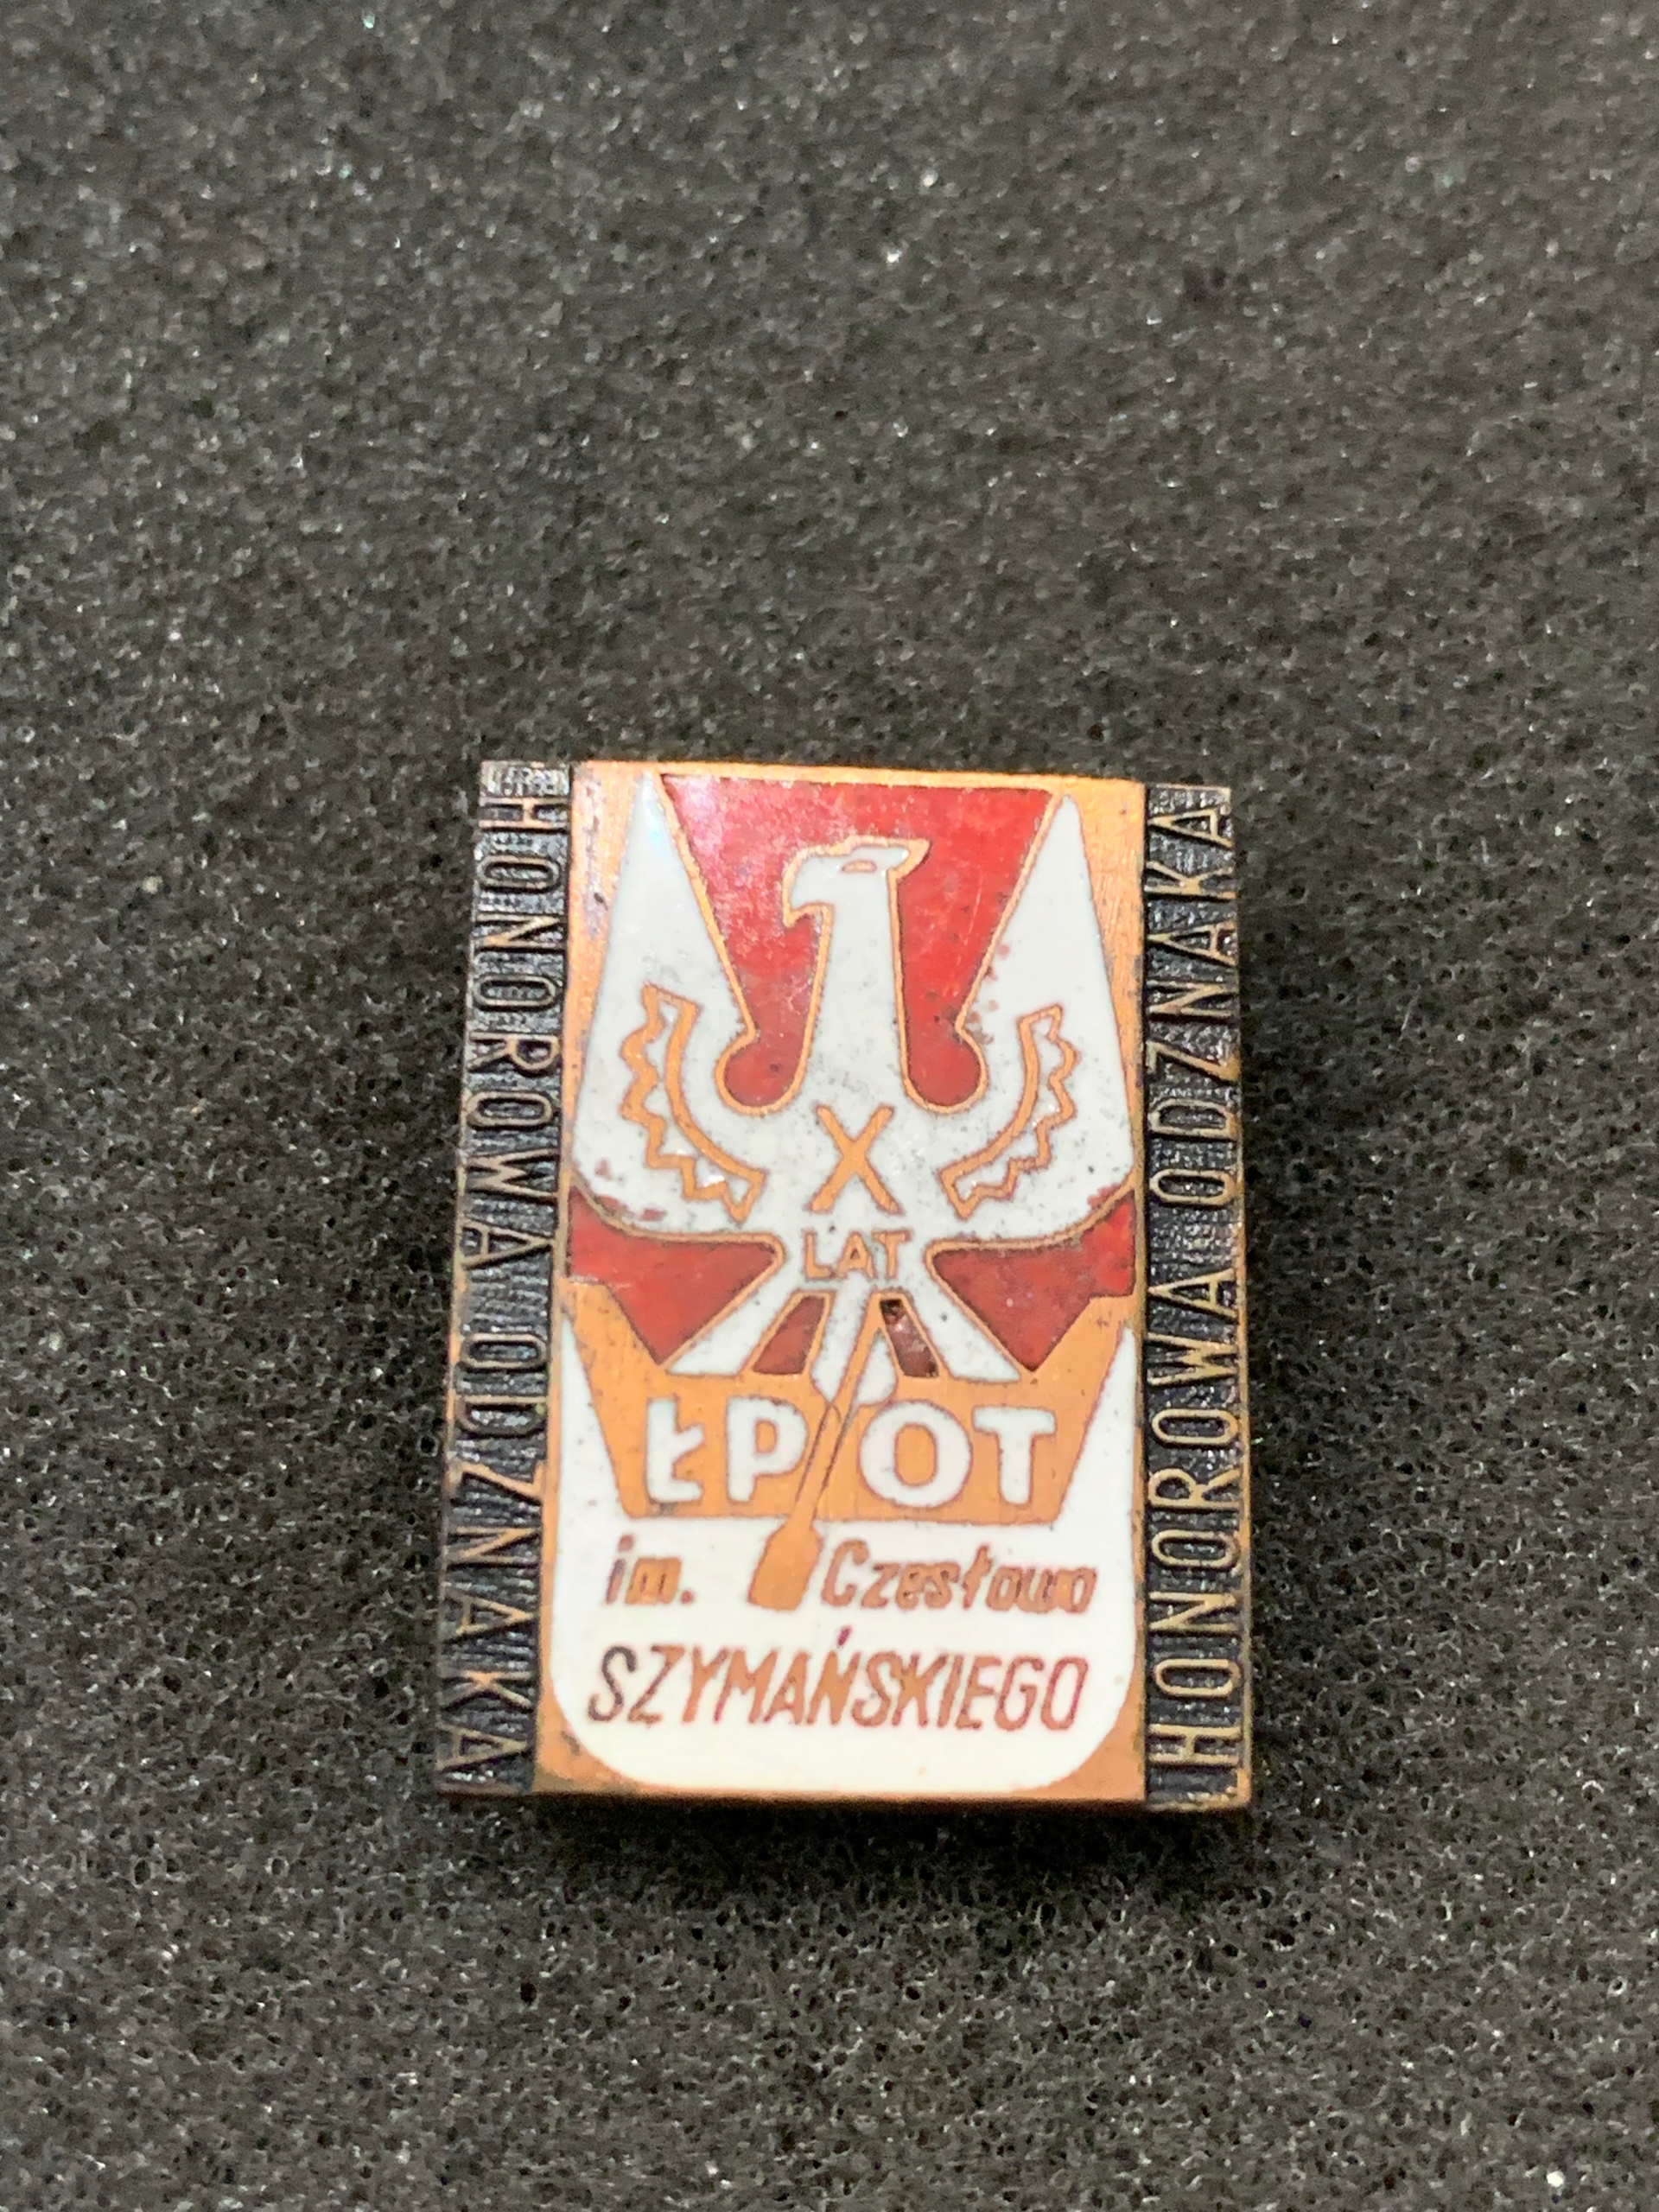 HONOROWA ODZNAKA
X
LAT
ŁPOT
im. Czesława
SZYMAŃSKIEGO
HONOROWA ODZNAKA